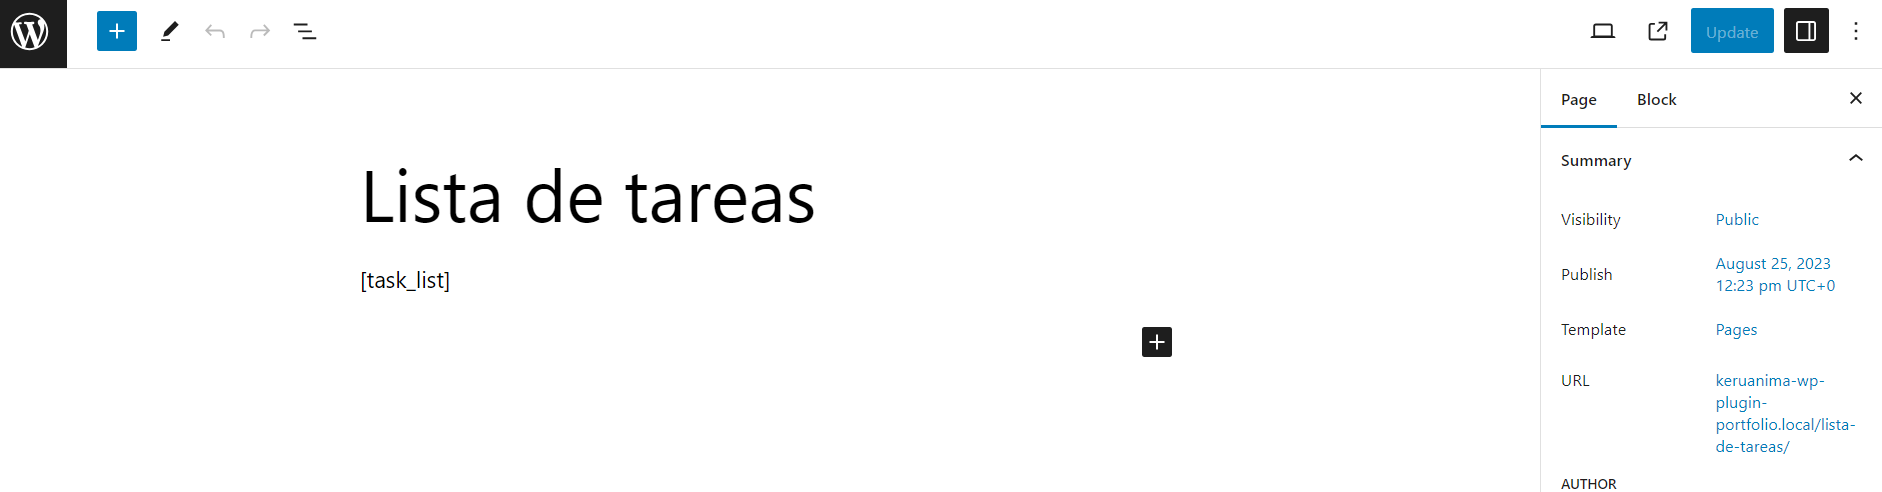 Update
Page Block
Summary
Lista de tareas
[task_list]
Visibility Public
Publish August 25, 2023
12:23 pm UTC+0
Template Pages
URL keruanima-wp-
plugin-
portfolio.local/lista-
de-tareas/
AUTHOR